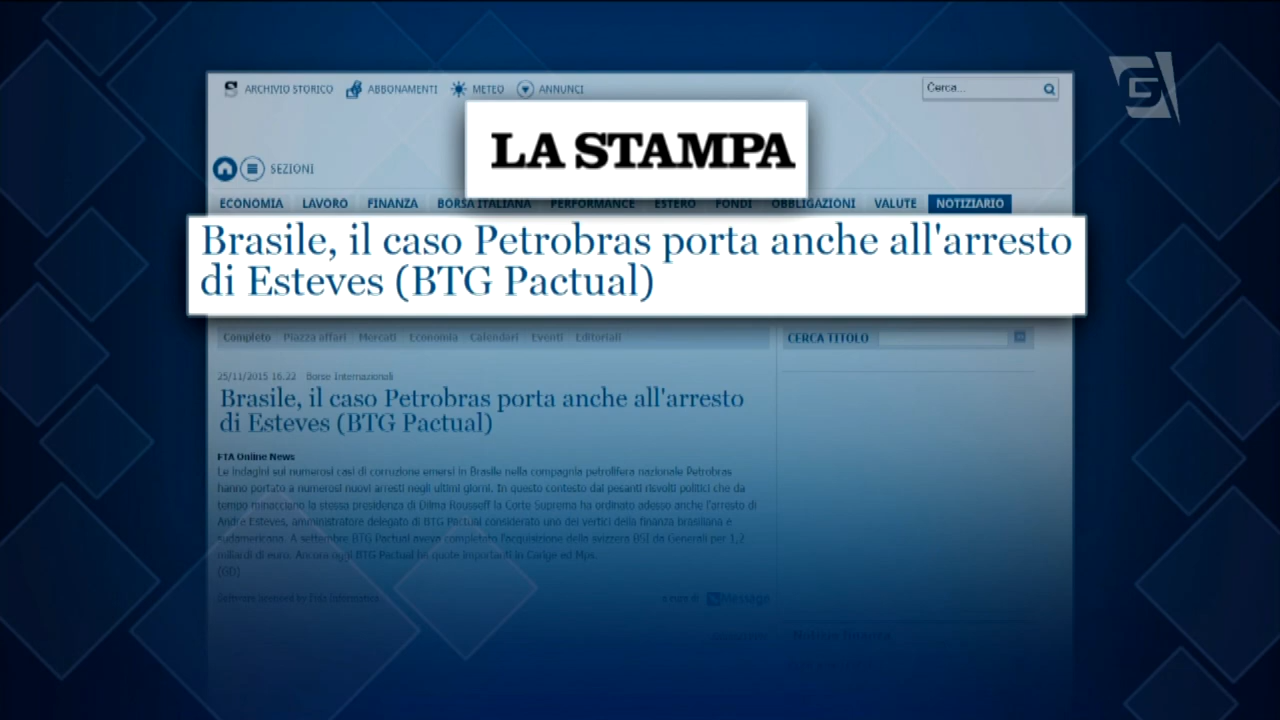 ARCHIVIO STORICO ABBONAMENTI METEO ANNUNCI Cerca...
LA STAMPA
SEZIONI
ECONOMIA LAVORO FINANZA BORSA ITALIANA PERFORMANCE ESTERO FONDI OBBLIGAZIONI VALUTE NOTIZIARIO
Brasile, il caso Petrobras porta anche all'arresto
di Esteves (BTG Pactual)
Completo Piazza affari Mercati Economia Calendari Eventi Editoriali CERCA TITOLO
25/11/2015 16.22 Borse Internazionali
Brasile, il caso Petrobras porta anche all'arresto
di Esteves (BTG Pactual)
FTA Online News
Le indagini sui numerosi casi di corruzione emersi in Brasile nella compagnia petrolifera nazionale Petrobras
hanno portato a numerosi nuovi arresti negli ultimi giorni. In questo contesto dai pesanti risvolti politici che da
tempo minacciano la stessa presidenza di Dilma Rousseff la Corte Suprema ha ordinato adesso anche l'arresto di
André Esteves, amministratore delegato di BTG Pactual considerato uno dei vertici della finanza brasiliana e
sudamericana. A settembre BTG Pactual aveva completato l'acquisizione della svizzera BSI da Generali per 1,2
miliardi di euro. Ancora oggi BTG Pactual ha quote importanti in Carige ed Mps.
(GD)
a cura di